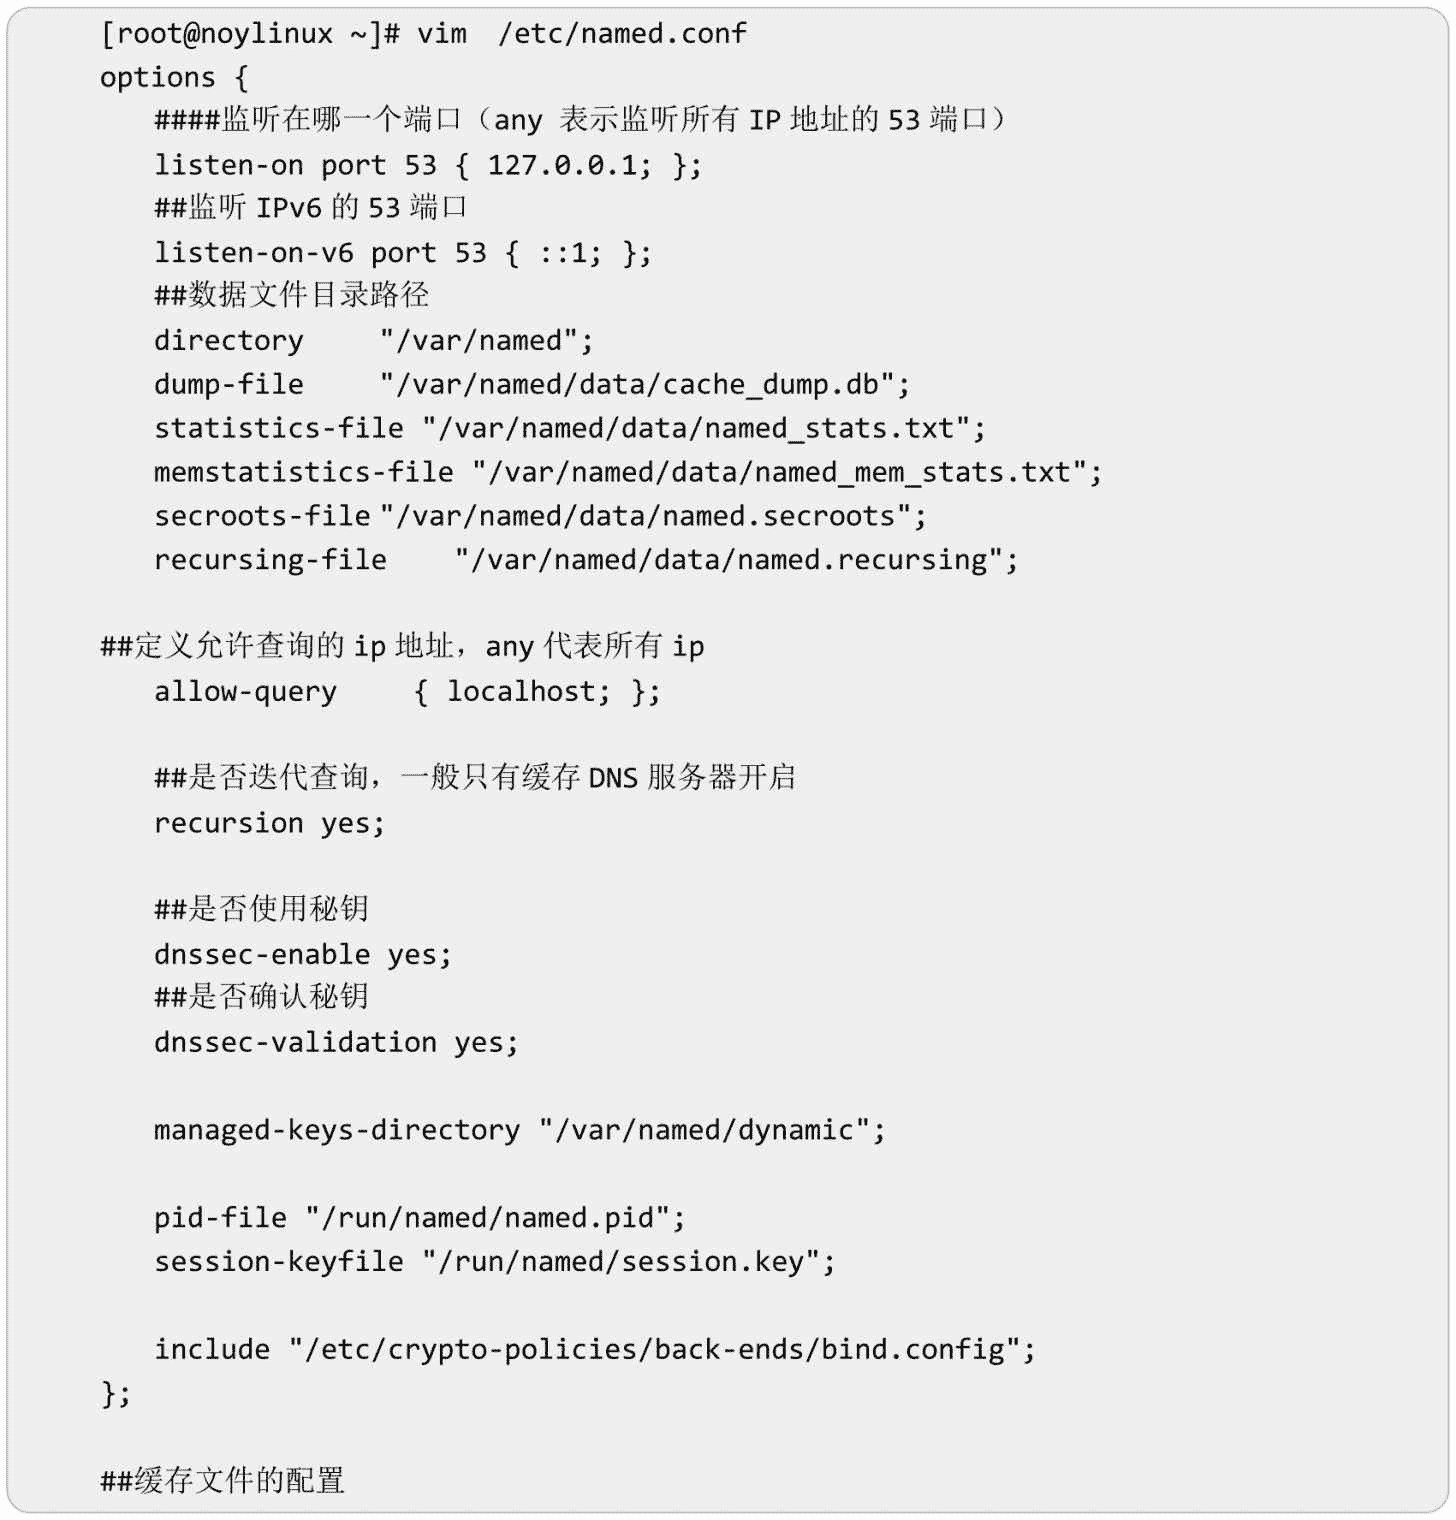 [root@noylinux ~]# vim  /etc/named.conf
options {
####监听在哪一个端口（any 表示监听所有 IP 地址的 53 端口）
listen-on port 53 { 127.0.0.1; };
##监听 IPv6 的 53 端口
listen-on-v6 port 53 { ::1; };
##数据文件目录路径
directory    "/var/named";
dump-file    "/var/named/data/cache_dump.db";
statistics-file "/var/named/data/named_stats.txt";
memstatistics-file "/var/named/data/named_mem_stats.txt";
secroots-file "/var/named/data/named.secroots";
recursing-file    "/var/named/data/named.recursing";
##定义允许查询的 ip 地址，any 代表所有 ip
allow-query    { localhost; };
##是否迭代查询，一般只有缓存 DNS 服务器开启
recursion yes;
##是否使用秘钥
dnssec-enable yes;
##是否确认秘钥
dnssec-validation yes;
managed-keys-directory "/var/named/dynamic";
pid-file "/run/named/named.pid";
session-keyfile "/run/named/session.key";
include "/etc/crypto-policies/back-ends/bind.config";
};
##缓存文件的配置